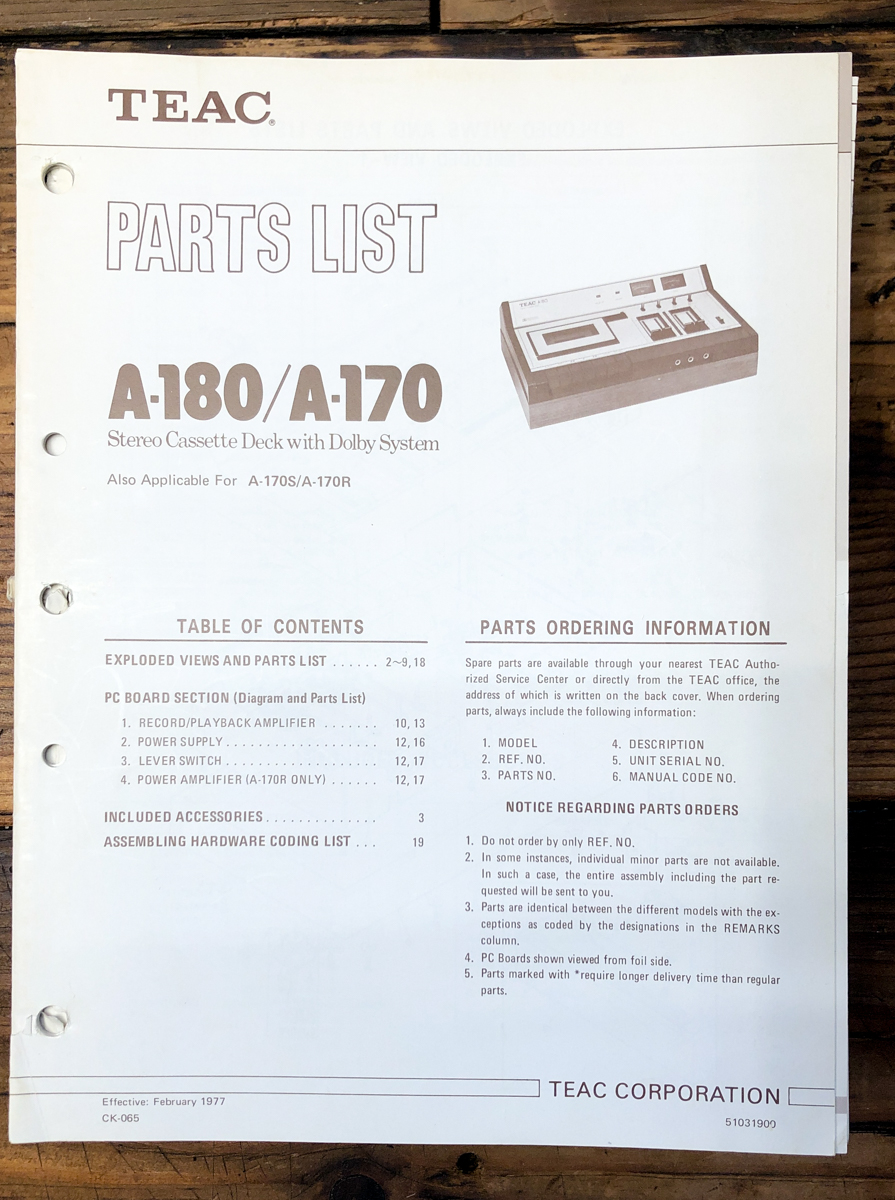 TEAC®
PARTS LIST
A-180/A-170
Stereo Cassette Deck with Dolby System
Also Applicable For A-170S/A-170R
TEAC
TABLE OF CONTENTS
EXPLODED VIEWS AND PARTS LIST ...... 2~9,18
PC BOARD SECTION (Diagram and Parts List)
1. RECORD/PLAYBACK AMPLIFIER ....... 10, 13
2. POWER SUPPLY ................... 12, 16
3. LEVER SWITCH ................... 12, 17
4. POWER AMPLIFIER (A-170R ONLY) ...... 12, 17
INCLUDED ACCESSORIES .............. 3
ASSEMBLING HARDWARE CODING LIST ... 19
PARTS ORDERING INFORMATION
Spare parts are available through your nearest TEAC Autho-
rized Service Center or directly from the TEAC office, the
address of which is written on the back cover. When ordering
parts, always include the following information:
1. MODEL 4. DESCRIPTION
2. REF. NO. 5. UNIT SERIAL NO.
3. PARTS NO. 6. MANUAL CODE NO.
NOTICE REGARDING PARTS ORDERS
1. Do not order by only REF. NO.
2. In some instances, individual minor parts are not available.
In such a case, the entire assembly including the part re-
quested will be sent to you.
3. Parts are identical between the different models with the ex-
ceptions as coded by the designations in the REMARKS
column.
4. PC Boards shown viewed from foil side.
5. Parts marked with *require longer delivery time than regular
parts.
TEAC CORPORATION
Effective: February 1977
CK-065
51031900